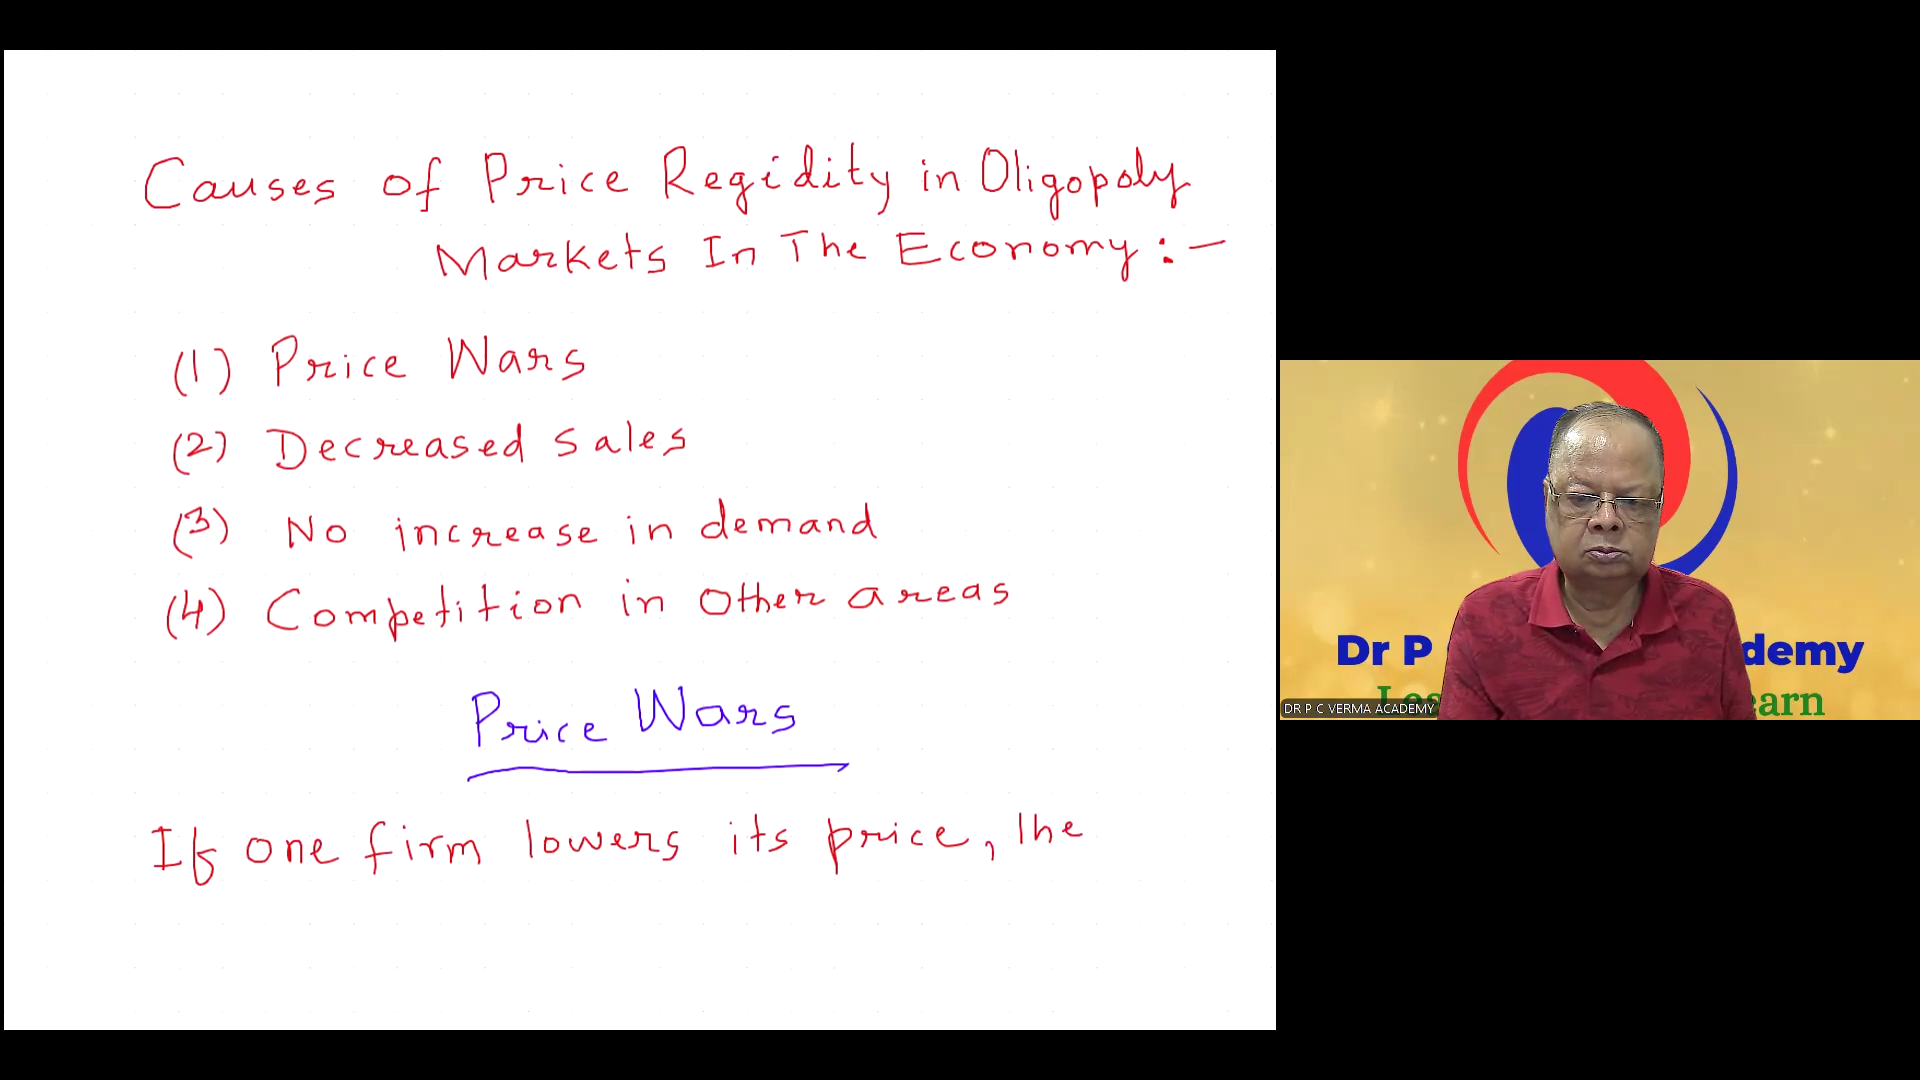 Causes of Price Regidity in Oligopoly
Markets In The Economy :-
(1) Price Wars
(2) Decreased Sales
(3) No increase in demand
(4) Competition in Other areas
Price Wars
If one firm lowers its price, the
Dr P demy
earn
DR P C VERMA ACADEMY